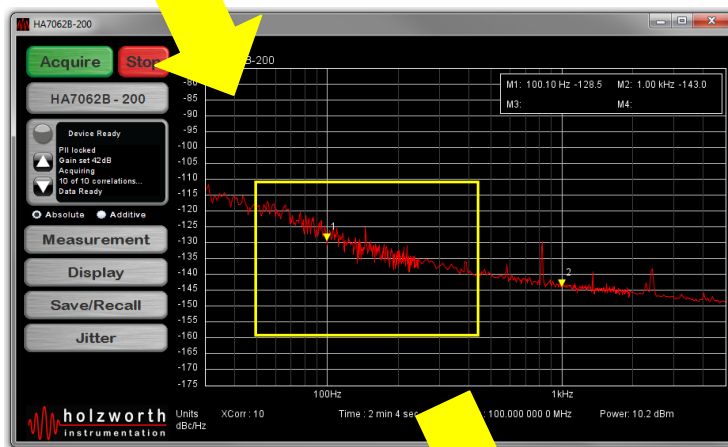 HA7062B-200
Acquire
Stop
B-200
HA7062B - 200
Device Ready
Pll locked
Gain set 42dB
Acquiring
10 of 10 correlations...
Data Ready
Absolute
Additive
Measurement
Display
Save/Recall
Jitter
holzworth
instrumentation
M1: 100.10 Hz -128.5 M2: 1.00 kHz -143.0
M3: M4:
-80
-85
-90
-95
-100
-105
-110
-115
-120
-125
-130
-135
-140
-145
-150
-155
-160
-165
-170
-175
1
2
100Hz
1kHz
Units XCorr : 10 Time : 2 min 4 sec : 100.000 000 0 MHz Power: 10.2 dBm
dBc/Hz